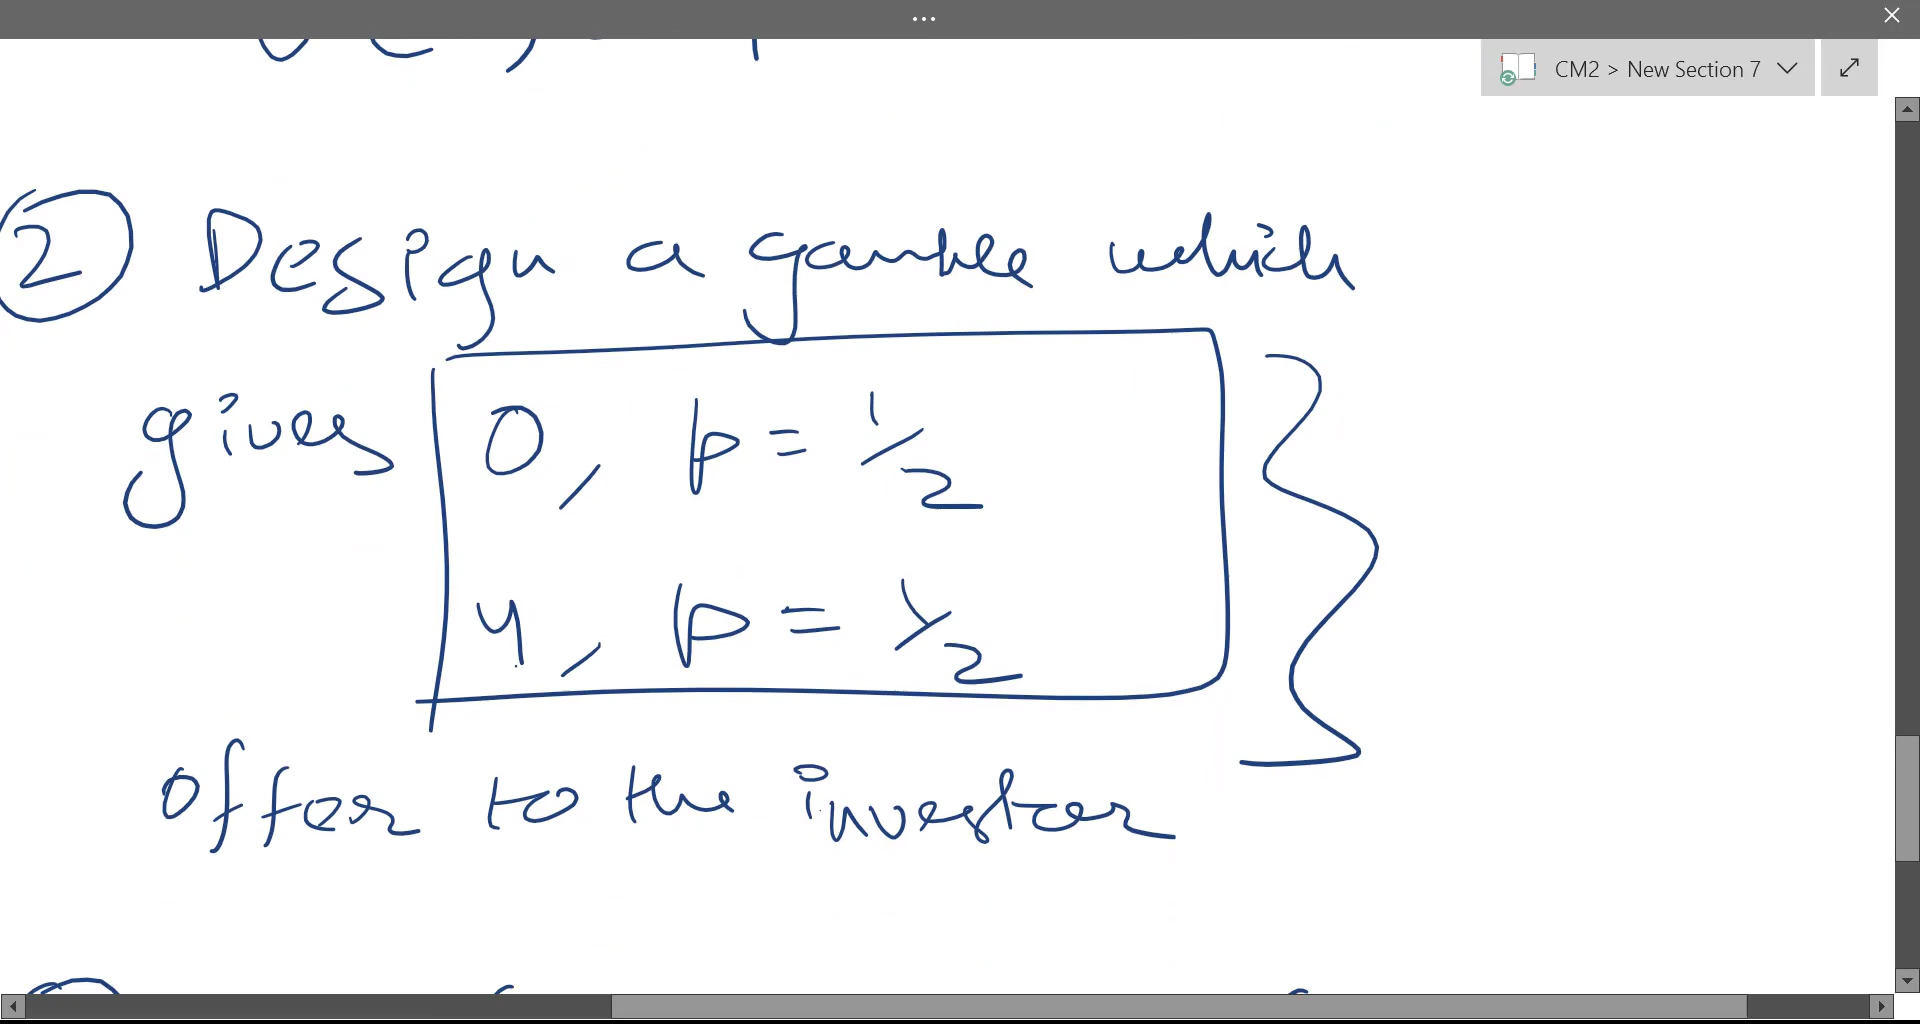 CM2 > New Section 7
② Design a gamble which
gives 0, p = 1/2
4, p = 1/2
offer to the investor